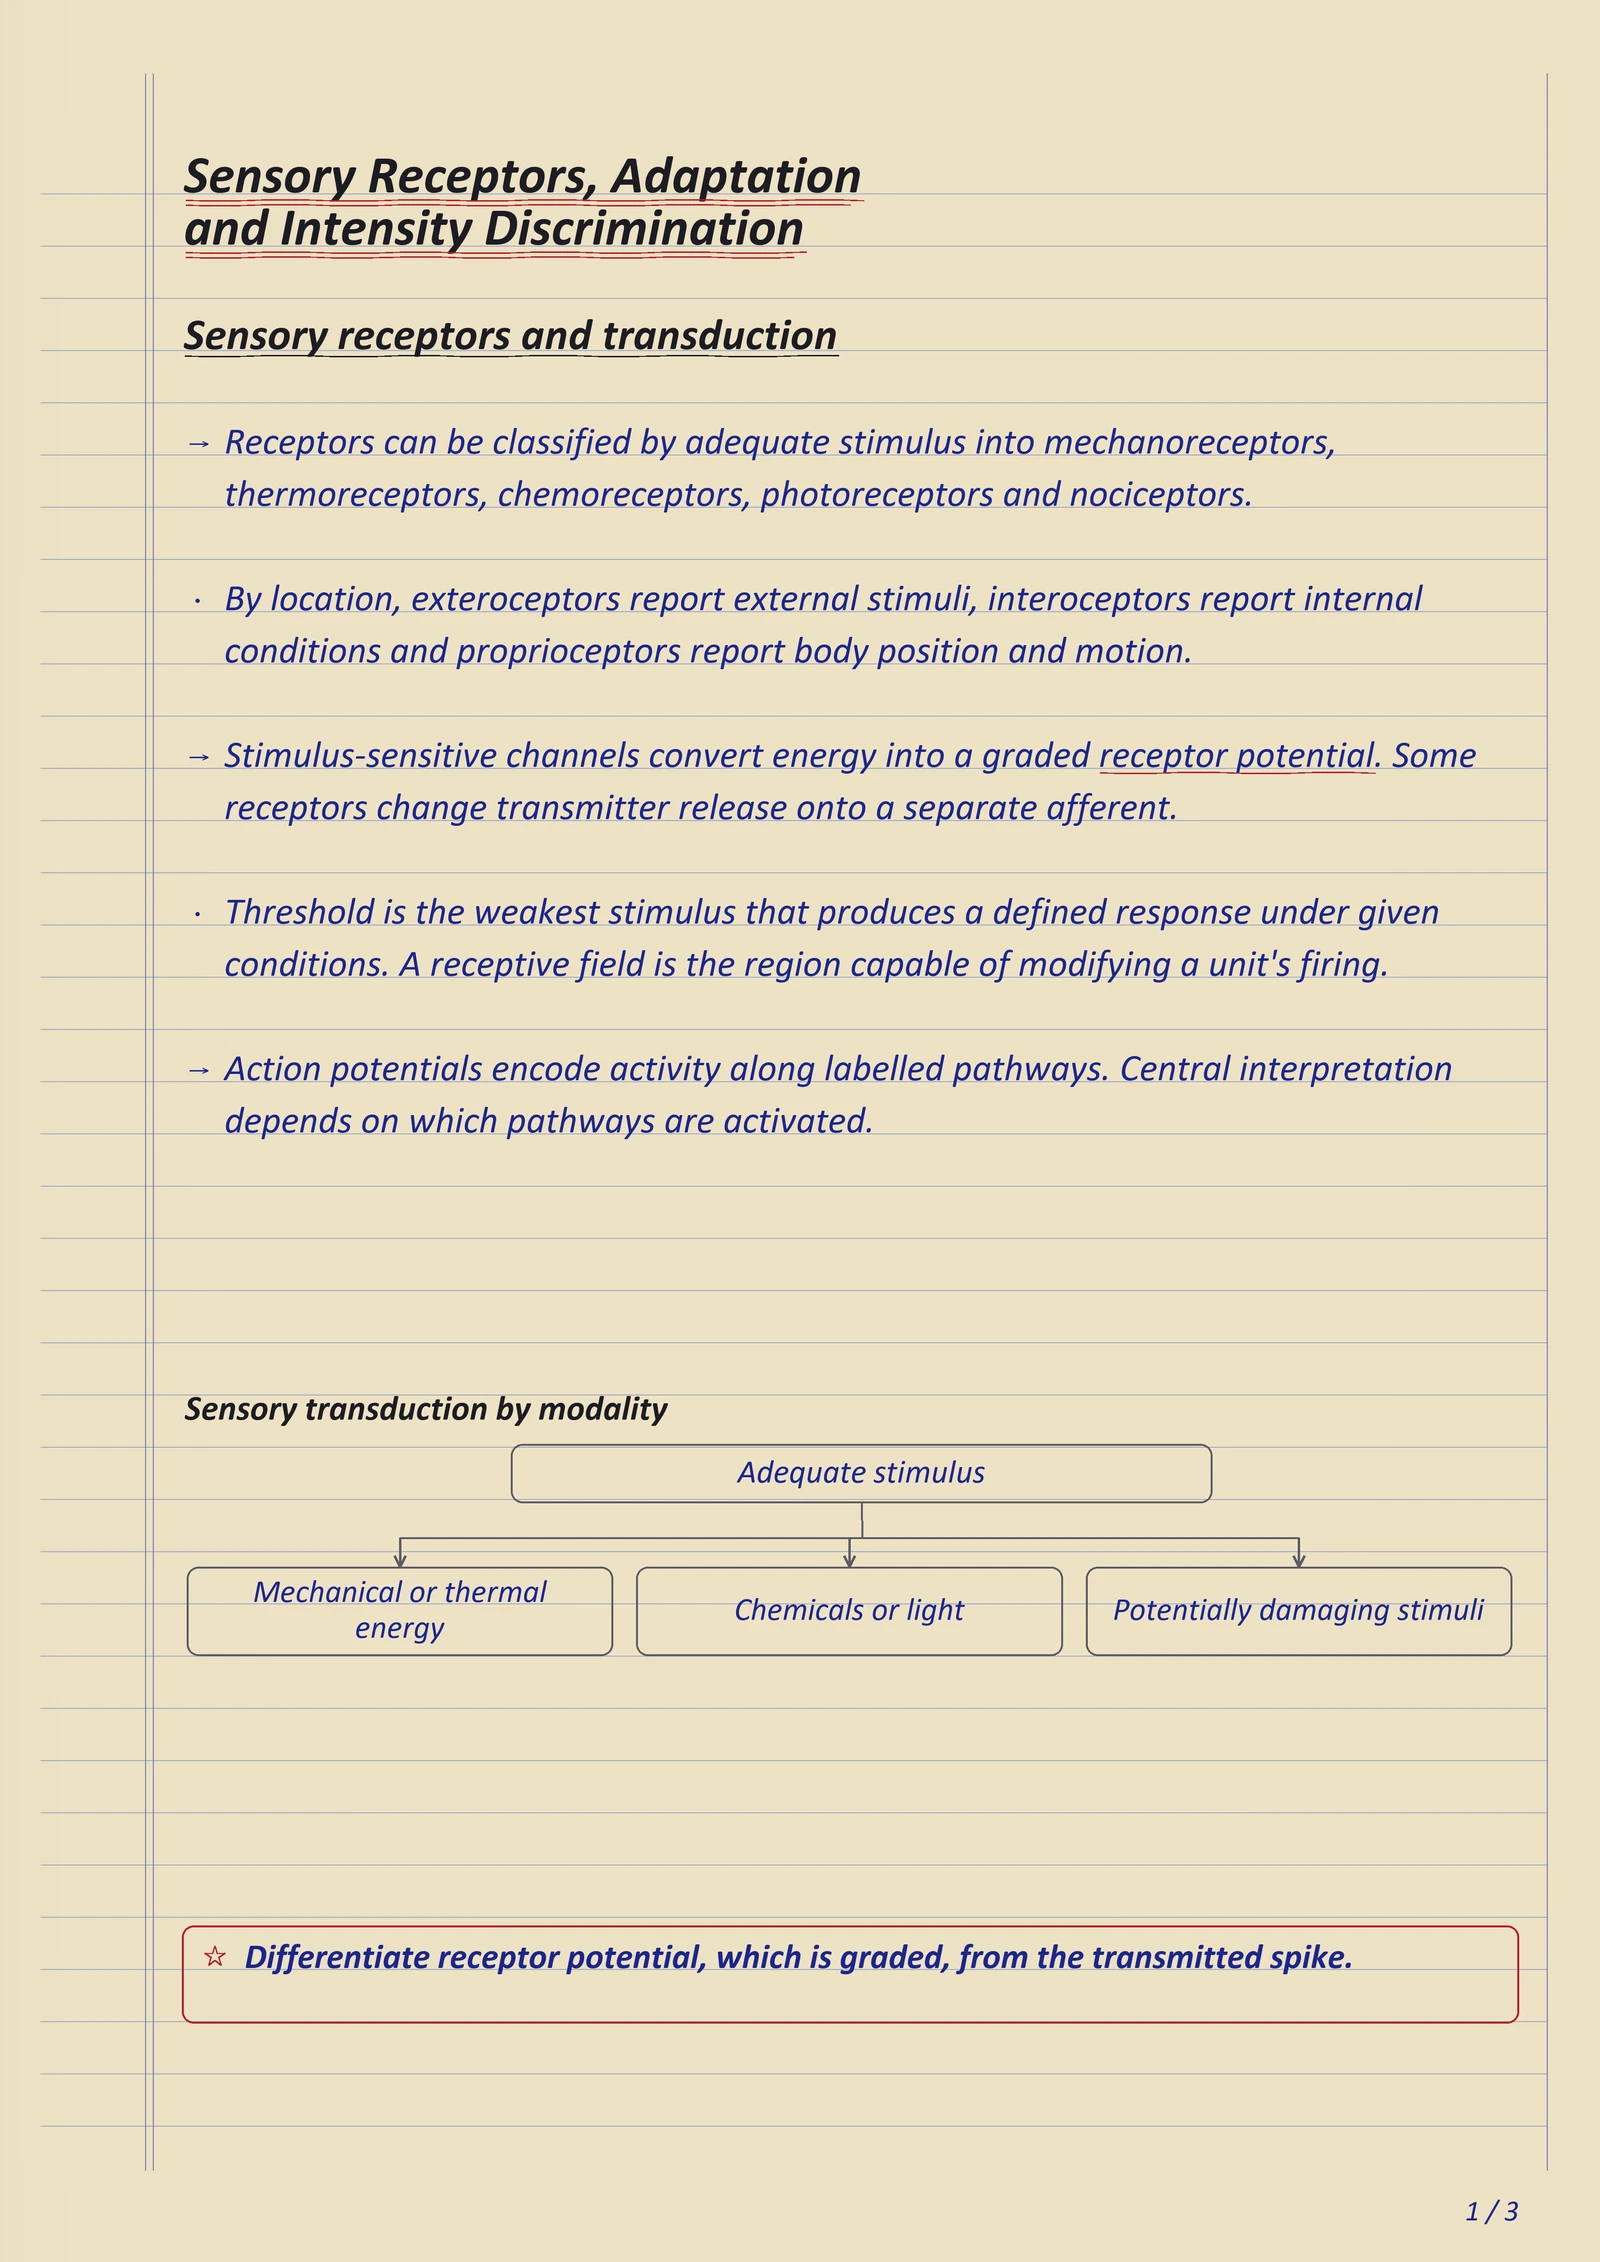 Sensory Receptors, Adaptation
and Intensity Discrimination
Sensory receptors and transduction
→ Receptors can be classified by adequate stimulus into mechanoreceptors,
thermoreceptors, chemoreceptors, photoreceptors and nociceptors.
· By location, exteroceptors report external stimuli, interoceptors report internal
conditions and proprioceptors report body position and motion.
→ Stimulus-sensitive channels convert energy into a graded receptor potential. Some
receptors change transmitter release onto a separate afferent.
· Threshold is the weakest stimulus that produces a defined response under given
conditions. A receptive field is the region capable of modifying a unit's firing.
→ Action potentials encode activity along labelled pathways. Central interpretation
depends on which pathways are activated.
Sensory transduction by modality
Adequate stimulus
Mechanical or thermal
energy
Chemicals or light
Potentially damaging stimuli
☆ Differentiate receptor potential, which is graded, from the transmitted spike.
1 / 3